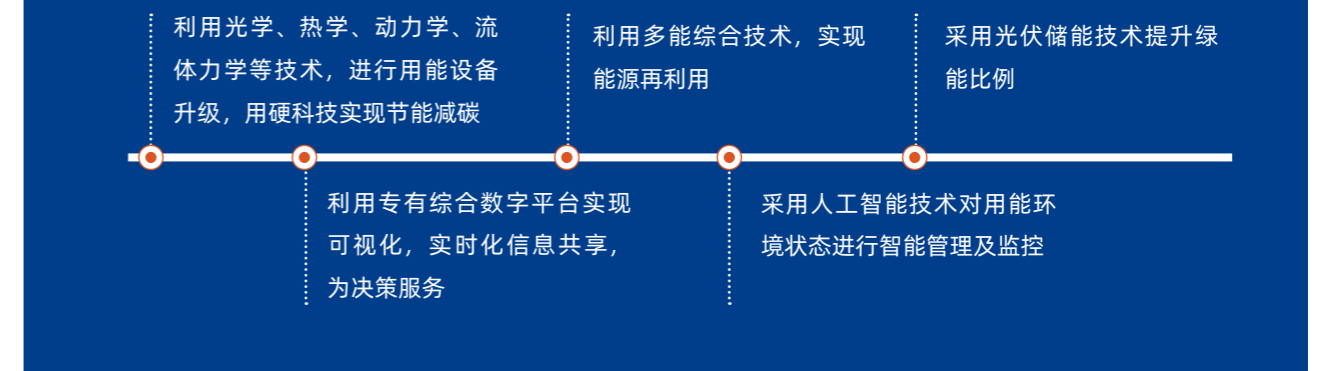 利用光学、热学、动力学、流
体力学等技术，进行用能设备
升级，用硬科技实现节能减碳
利用专有综合数字平台实现
可视化，实时化信息共享，
为决策服务
利用多能综合技术，实现
能源再利用
采用人工智能技术对用能环
境状态进行智能管理及监控
采用光伏储能技术提升绿
能比例